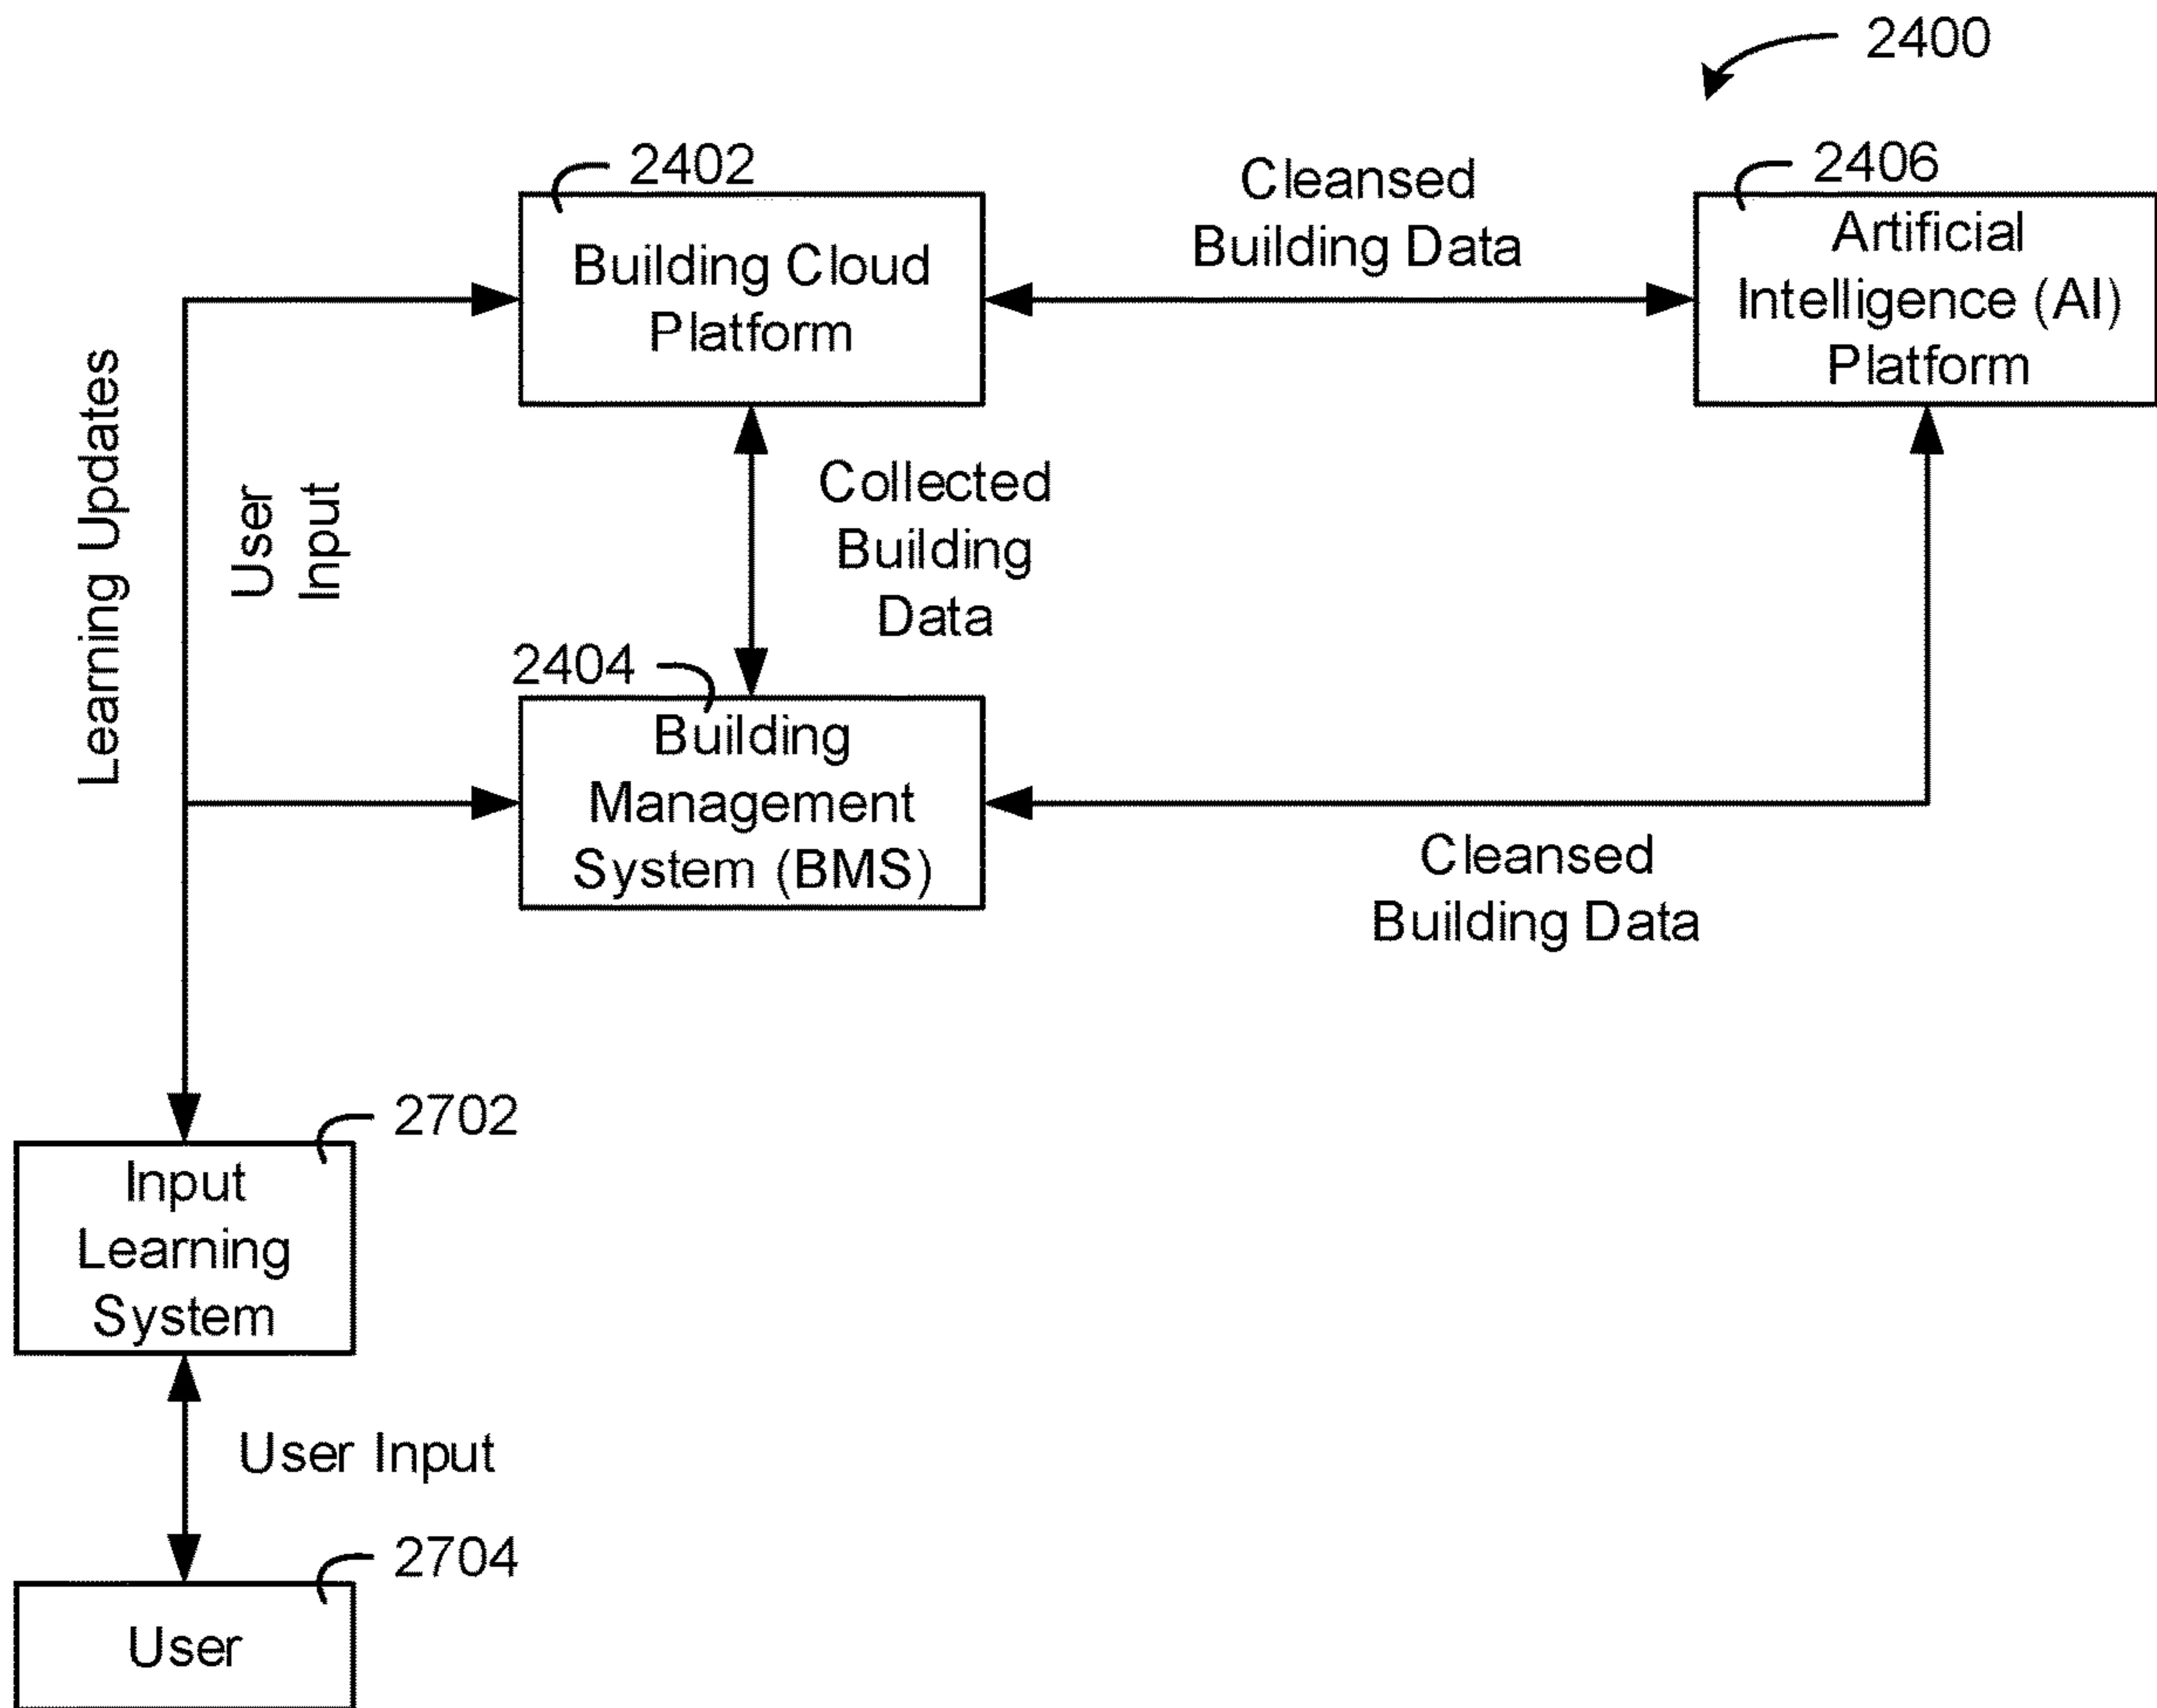 2400
2402
Building Cloud
Platform
Cleansed
Building Data
2406
Artificial
Intelligence (AI)
Platform
Learning Updates
User
Input
Collected
Building
Data
2404
Building
Management
System (BMS)
Cleansed
Building Data
2702
Input
Learning
System
User Input
2704
User